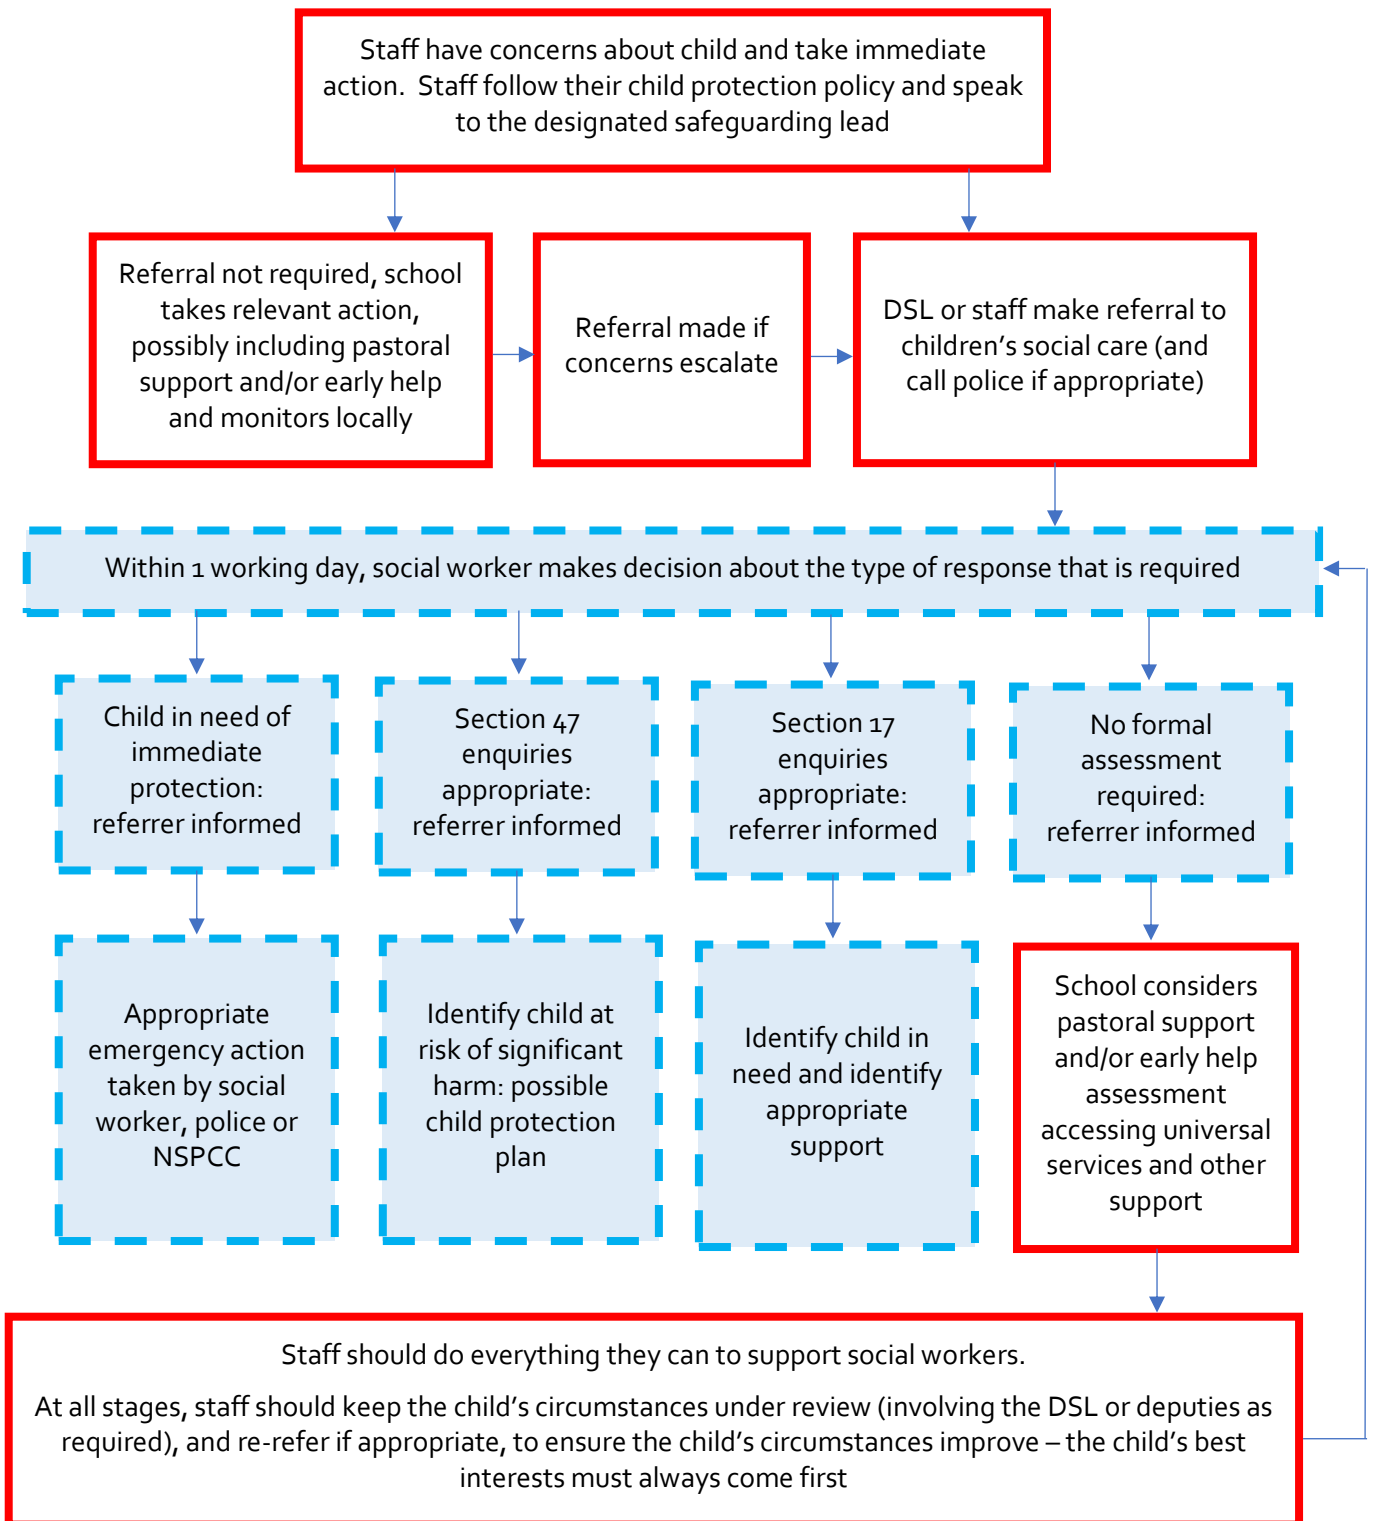 Staff have concerns about child and take immediate
action.  Staff follow their child protection policy and speak
to the designated safeguarding lead
Referral not required, school
takes relevant action,
possibly including pastoral
support and/or early help
and monitors locally
Referral made if
concerns escalate
DSL or staff make referral to
children’s social care (and
call police if appropriate)
Within 1 working day, social worker makes decision about the type of response that is required
Child in need of
immediate
protection:
referrer informed
Section 47
enquiries
appropriate:
referrer informed
Section 17
enquiries
appropriate:
referrer informed
No formal
assessment
required:
referrer informed
Appropriate
emergency action
taken by social
worker, police or
NSPCC
Identify child at
risk of significant
harm: possible
child protection
plan
Identify child in
need and identify
appropriate
support
School considers
pastoral support
and/or early help
assessment
accessing universal
services and other
support
Staff should do everything they can to support social workers.
At all stages, staff should keep the child’s circumstances under review (involving the DSL or deputies as
required), and re-refer if appropriate, to ensure the child’s circumstances improve – the child’s best
interests must always come first